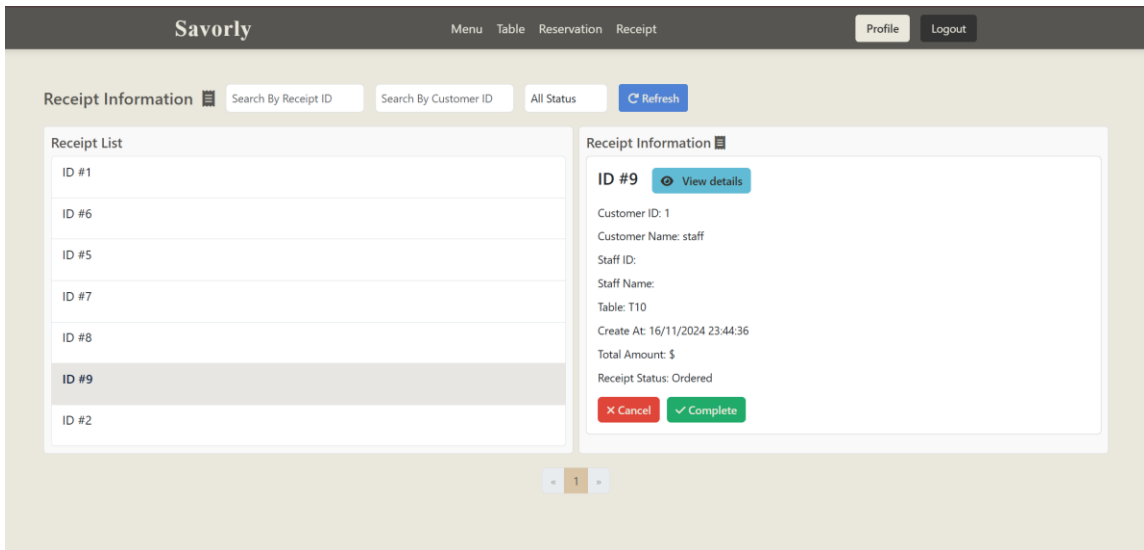 Savorly
Menu Table Reservation Receipt
Profile
Logout
Receipt Information
Search By Receipt ID
Search By Customer ID
All Status
Refresh
Receipt List
ID #1
ID #6
ID #5
ID #7
ID #8
ID #9
ID #2
Receipt Information
ID #9
View details
Customer ID: 1
Customer Name: staff
Staff ID:
Staff Name:
Table: T10
Create At: 16/11/2024 23:44:36
Total Amount: $
Receipt Status: Ordered
Cancel
Complete
« 1 »